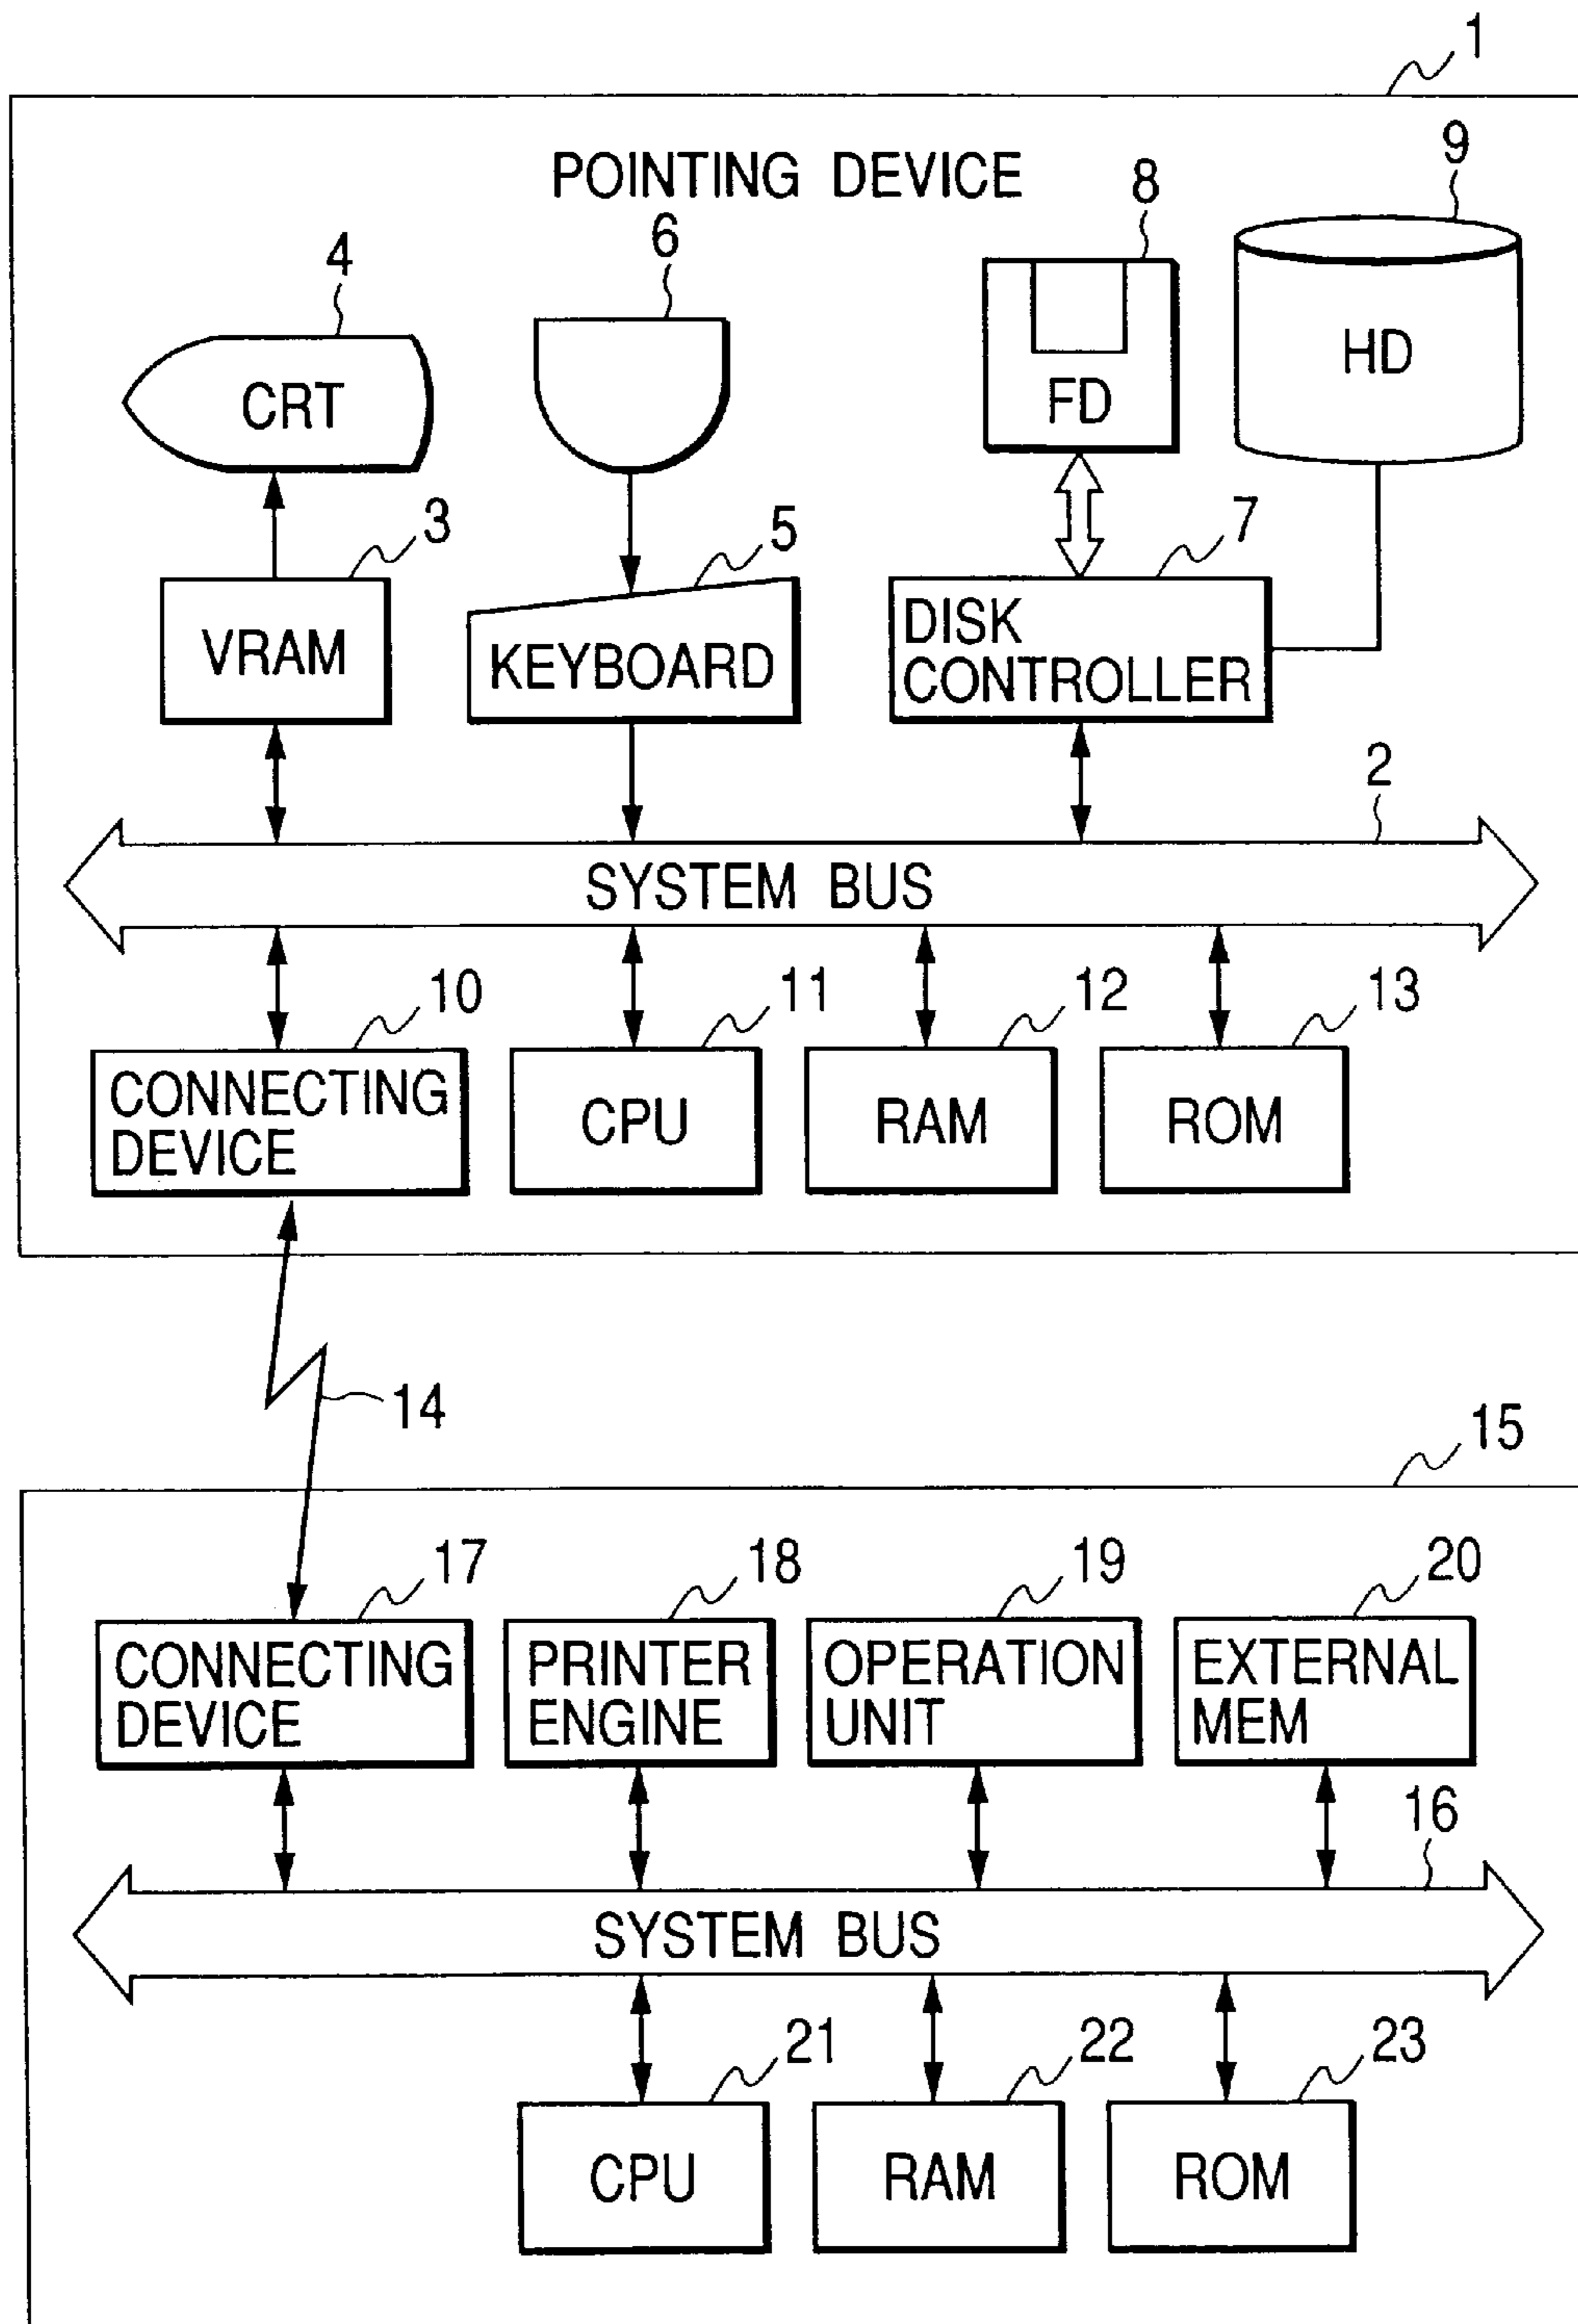 1
POINTING DEVICE
9
8
6
4
CRT
FD
HD
3
5
7
VRAM
KEYBOARD
DISK
CONTROLLER
2
SYSTEM BUS
10
11
12
13
CONNECTING
DEVICE
CPU
RAM
ROM
14
15
17
18
19
20
CONNECTING
DEVICE
PRINTER
ENGINE
OPERATION
UNIT
EXTERNAL
MEM
16
SYSTEM BUS
21
22
23
CPU
RAM
ROM